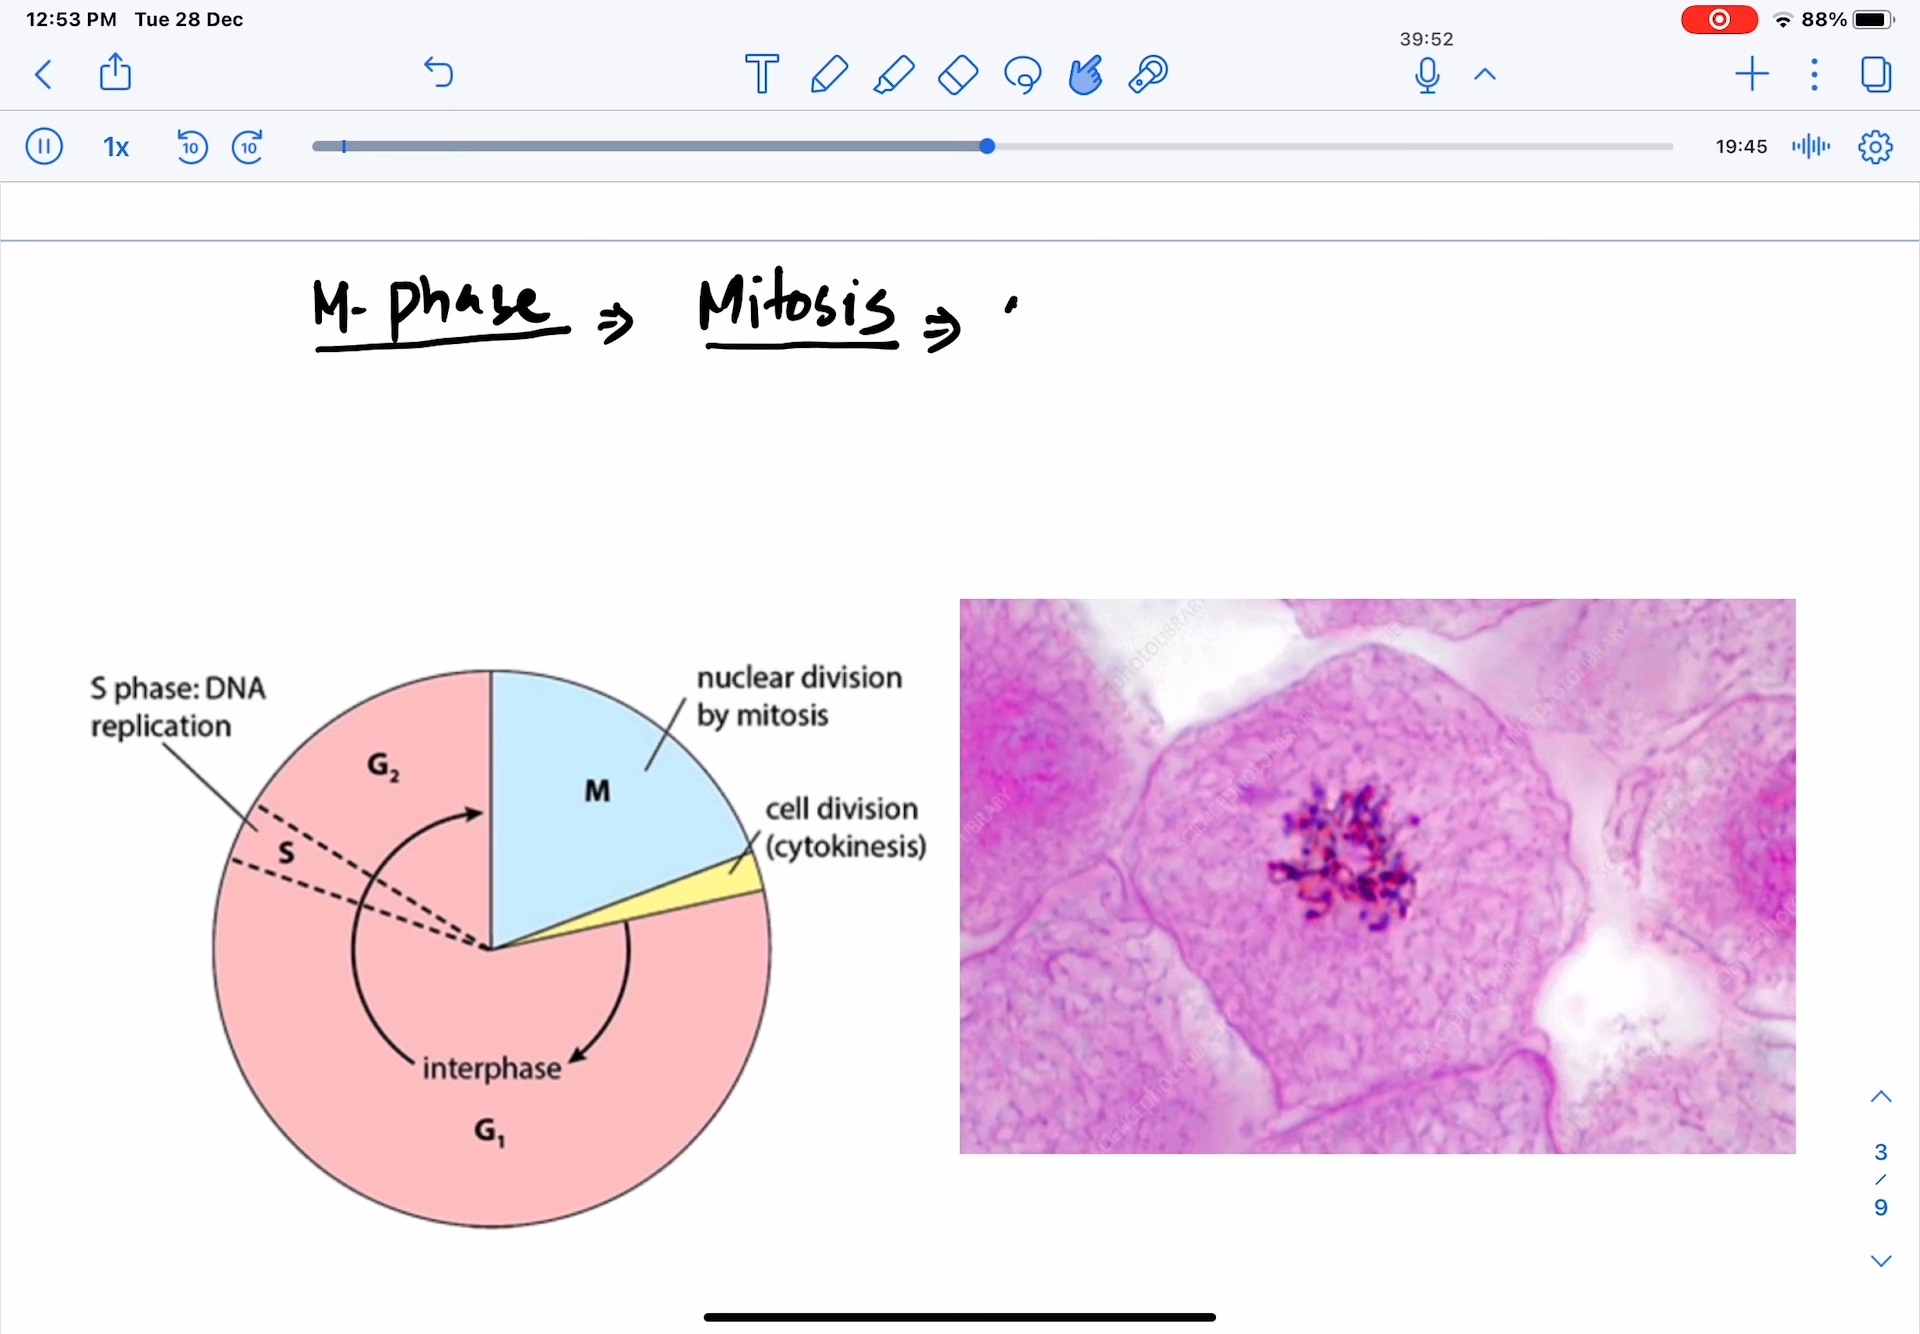 12:53 PM Tue 28 Dec
88%
39:52
1x
10
10
19:45
M- phase ⇒ Mitosis ⇒
S phase: DNA
replication
nuclear division
by mitosis
G₂
M
cell division
(cytokinesis)
S
interphase
G₁
3
/
9